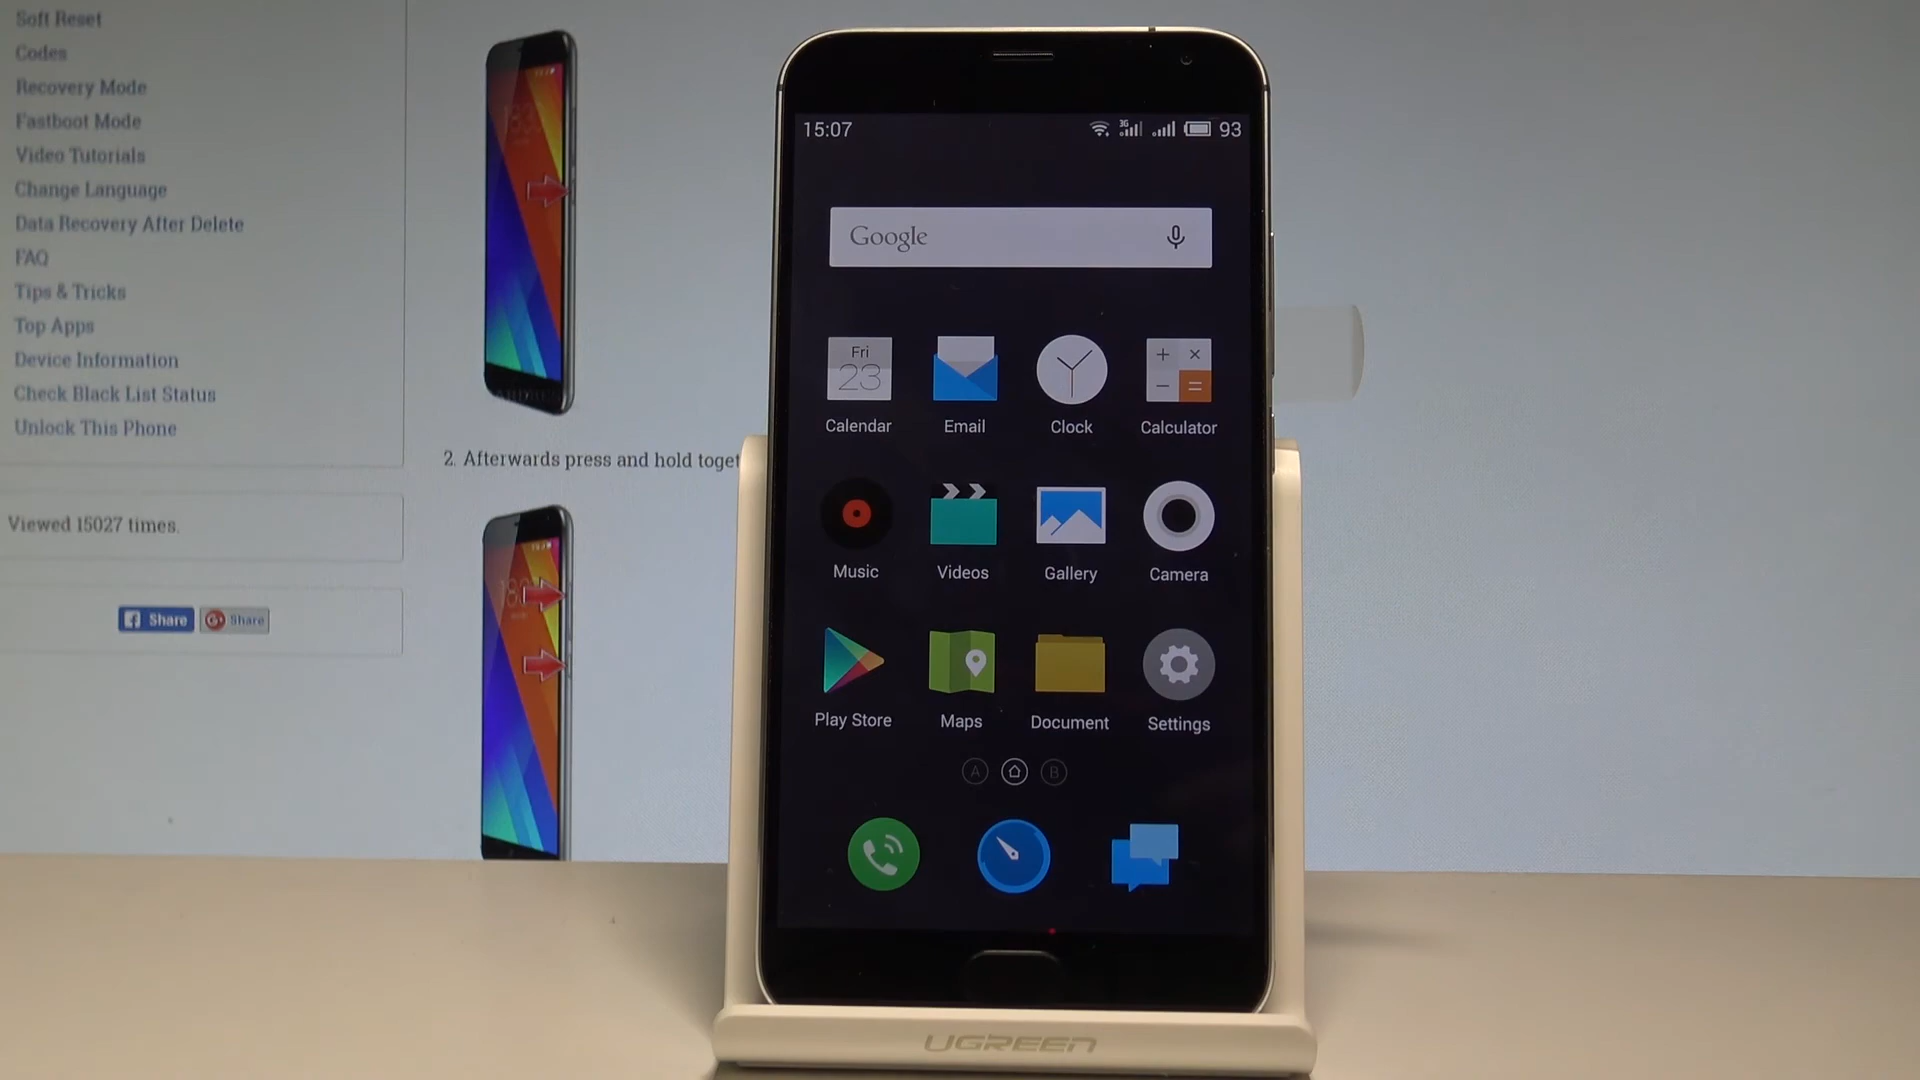 Soft Reset
Codes
Recovery Mode
Fastboot Mode
Video Tutorials
Change Language
Data Recovery After Delete
FAQ
Tips & Tricks
Top Apps
Device Information
Check Black List Status
Unlock This Phone
Viewed 15027 times.
Share
Share
2. Afterwards press and hold toget
15:07
3G
93
Google
Fri
23
Calendar
Email
Clock
Calculator
Music
Videos
Gallery
Camera
Play Store
Maps
Document
Settings
A
B
UGREEN